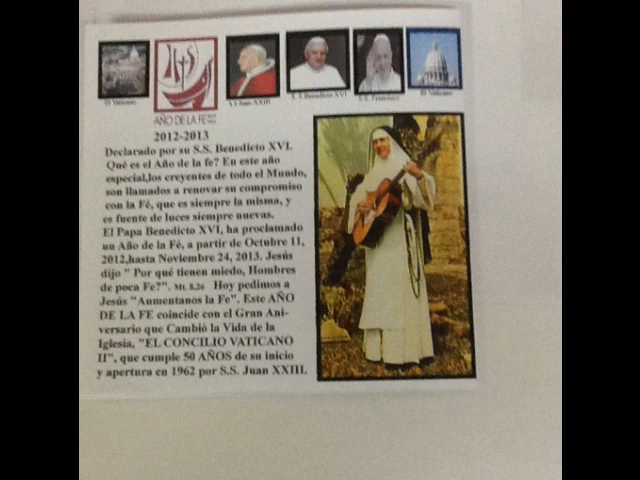 El Vaticano
AÑO DE LA FE
2012-2013
S S Juan XXIII
S. S Benedicto XVI
S.S. Francisco
El Vaticano
Declarado por su S.S. Benedicto XVI.
Qué es el Año de la fe? En este año
especial,los creyentes de todo el Mundo,
son llamados a renovar su compromiso
con la Fé, que es siempre la misma, y
es fuente de luces siempre nuevas.
El Papa Benedicto XVI, ha proclamado
un Año de la Fé, a partir de Octubre 11,
2012,hasta Noviembre 24, 2013. Jesús
dijo " Por qué tienen miedo, Hombres
de poca Fe?". Mt. 8,26 Hoy pedimos a
Jesús "Aumentanos la Fe". Este AÑO
DE LA FE coincide con el Gran Ani-
versario que Cambió la Vida de la
Iglesia, "EL CONCILIO VATICANO
II", que cumple 50 AÑOS de su inicio
y apertura en 1962 por S.S. Juan XXIII.